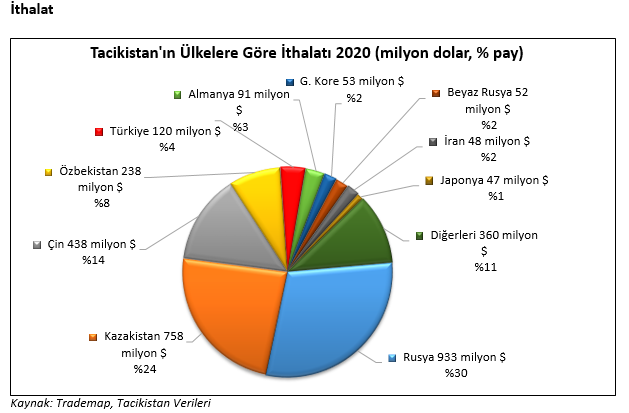 İthalat
Tacikistan'ın Ülkelere Göre İthalatı 2020 (milyon dolar, % pay)
G. Kore 53 milyon $
%2
Almanya 91 milyon
$
%3
Beyaz Rusya 52
milyon $
%2
Türkiye 120 milyon $
%4
İran 48 milyon $
%2
Özbekistan 238
milyon $
%8
Japonya 47 milyon $
%1
Çin 438 milyon $
%14
Diğerleri 360 milyon
$
%11
Kazakistan 758
milyon $
%24
Rusya 933 milyon $
%30
Kaynak: Trademap, Tacikistan Verileri